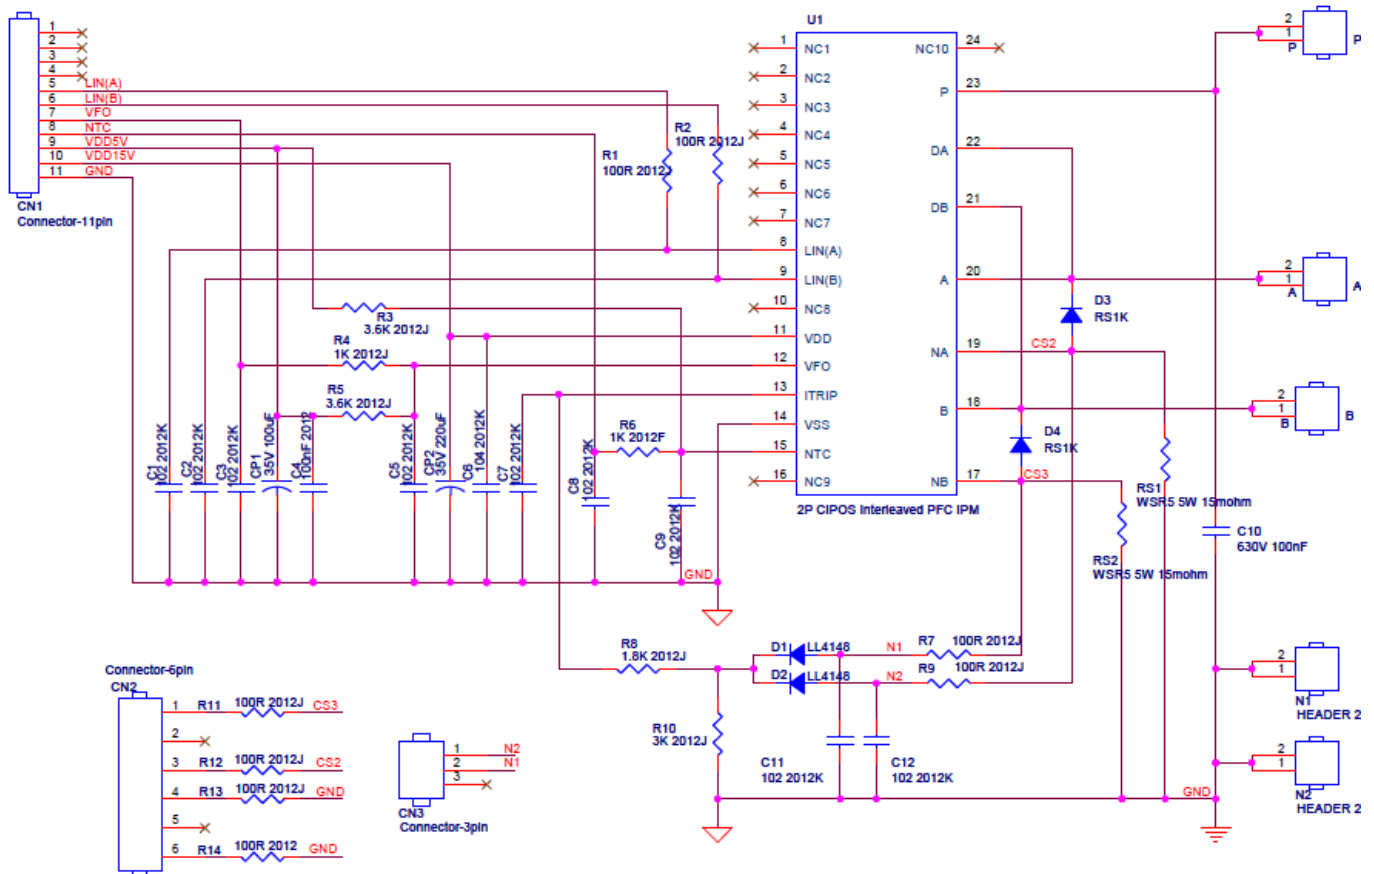 1
2
3
4
5 LIN(A)
6 LIN(B)
7 VFO
8 NTC
9 VDD5V
10 VDD15V
11 GND
CN1
Connector-11pin
R1
100R 2012J
R2
100R 2012J
R3
3.6K 2012J
R4
1K 2012J
R5
3.6K 2012J
R6
1K 2012F
C1
102 2012K
C2
102 2012K
C3
102 2012K
CP1
35V 100uF
C4
100nF 2012
C5
102 2012K
CP2
35V 220uF
C6
104 2012K
C7
102 2012K
C8
102 2012K
C9
102 2012K
GND
U1
1 NC1
2 NC2
3 NC3
4 NC4
5 NC5
6 NC6
7 NC7
8 LIN(A)
9 LIN(B)
10 NC8
11 VDD
12 VFO
13 ITRIP
14 VSS
15 NTC
16 NC9
NC10 24
P 23
DA 22
DB 21
A 20
NA 19
B 18
NB 17
2P CIPOS Interleaved PFC IPM
D3
RS1K
CS2
D4
RS1K
CS3
RS1
WSR5 5W 15mohm
RS2
WSR5 5W 15mohm
C10
630V 100nF
2
1
P
P
2
1
A
A
2
1
B
B
2
1
N1
HEADER 2
2
1
N2
HEADER 2
GND
R8
1.8K 2012J
D1 LL4148
D2 LL4148
N1
N2
R7 100R 2012J
R9 100R 2012J
R10
3K 2012J
C11
102 2012K
C12
102 2012K
Connector-6pin
CN2
1 R11 100R 2012J CS3
2
3 R12 100R 2012J CS2
4 R13 100R 2012J GND
5
6 R14 100R 2012 GND
1 N2
2 N1
3
CN3
Connector-3pin